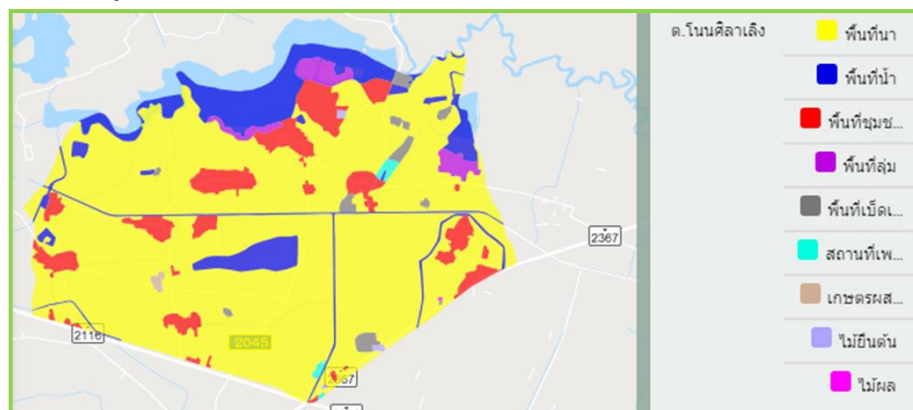 ต.โนนศิลาเลิง
พื้นที่นา
พื้นที่น้ำ
พื้นที่ชุมช...
พื้นที่ลุ่ม
พื้นที่เบ็ดเ...
สถานที่เพ...
เกษตรผส...
ไม้ยืนต้น
ไม้ผล
2367
2116
2045